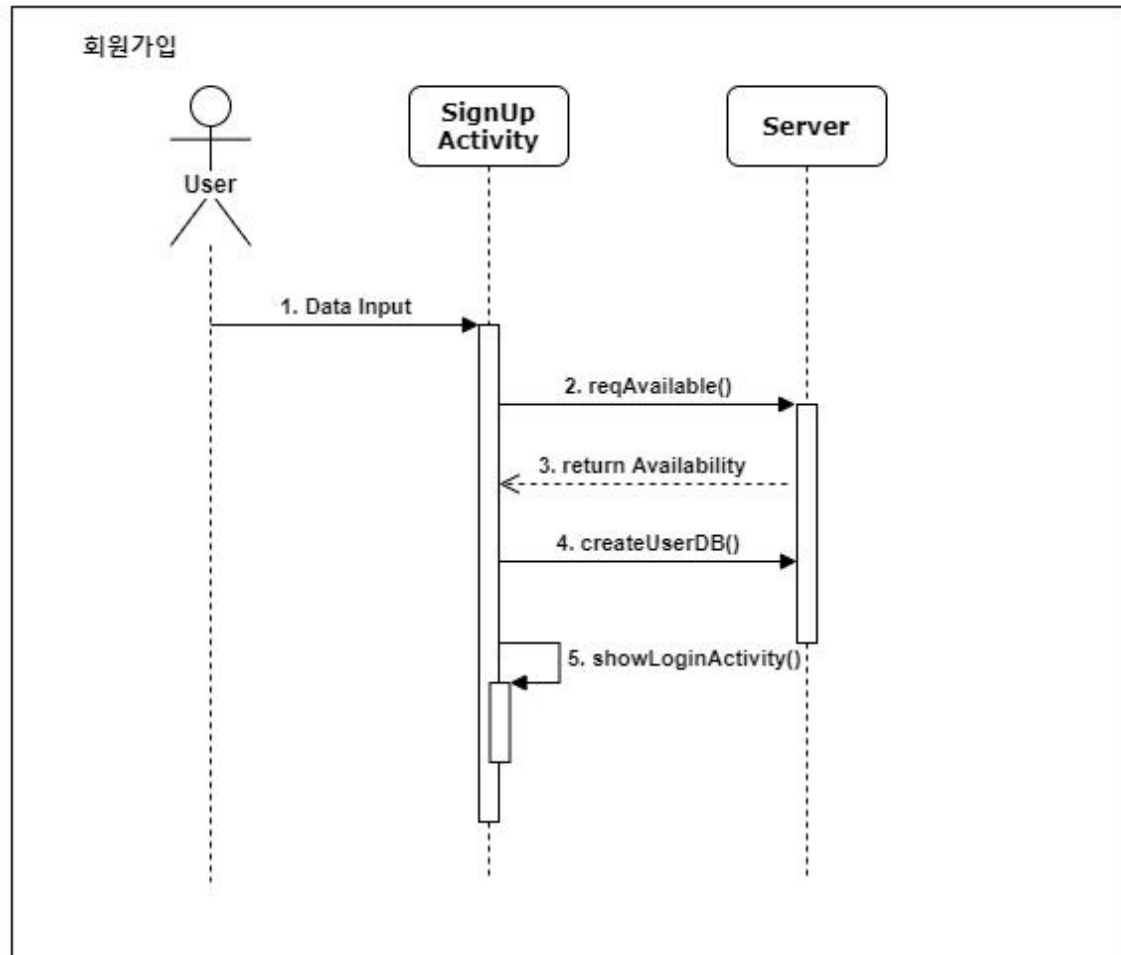 회원가입
SignUp
Activity
Server
User
1. Data Input
2. reqAvailable()
3. return Availability
4. createUserDB()
5. showLoginActivity()